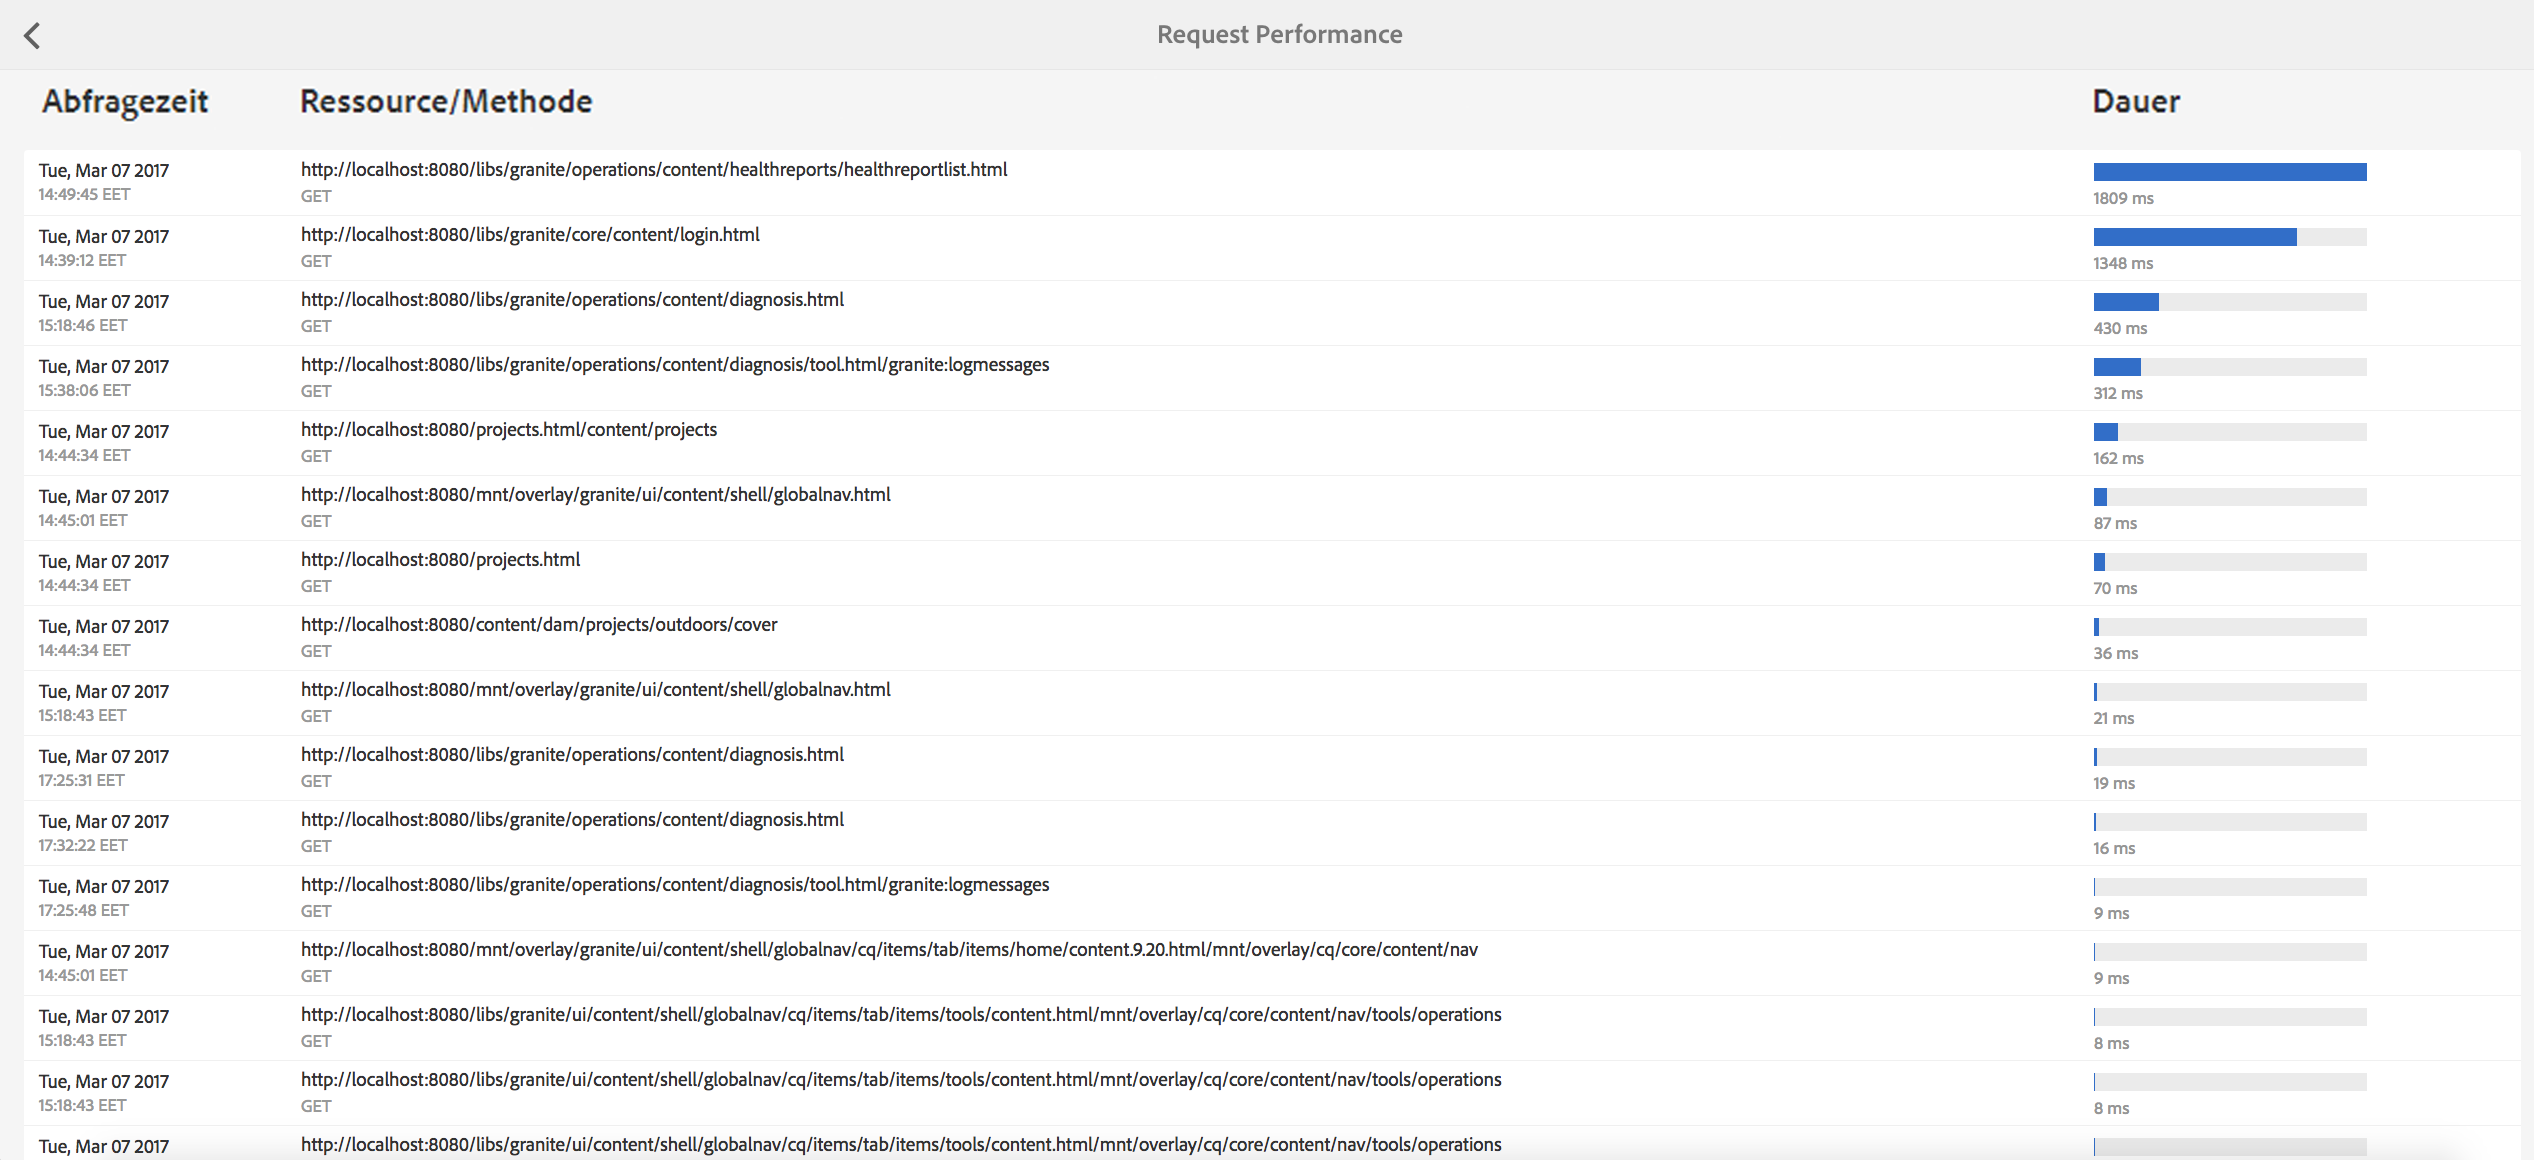 Request Performance
Abfragezeit Ressource/Methode Dauer
Tue, Mar 07 2017 http://localhost:8080/libs/granite/operations/content/healthreports/healthreportlist.html
14:49:45 EET GET 1809 ms
Tue, Mar 07 2017 http://localhost:8080/libs/granite/core/content/login.html
14:39:12 EET GET 1348 ms
Tue, Mar 07 2017 http://localhost:8080/libs/granite/operations/content/diagnosis.html
15:18:46 EET GET 430 ms
Tue, Mar 07 2017 http://localhost:8080/libs/granite/operations/content/diagnosis/tool.html/granite:logmessages
15:38:06 EET GET 312 ms
Tue, Mar 07 2017 http://localhost:8080/projects.html/content/projects
14:44:34 EET GET 162 ms
Tue, Mar 07 2017 http://localhost:8080/mnt/overlay/granite/ui/content/shell/globalnav.html
14:45:01 EET GET 87 ms
Tue, Mar 07 2017 http://localhost:8080/projects.html
14:44:34 EET GET 70 ms
Tue, Mar 07 2017 http://localhost:8080/content/dam/projects/outdoors/cover
14:44:34 EET GET 36 ms
Tue, Mar 07 2017 http://localhost:8080/mnt/overlay/granite/ui/content/shell/globalnav.html
15:18:43 EET GET 21 ms
Tue, Mar 07 2017 http://localhost:8080/libs/granite/operations/content/diagnosis.html
17:25:31 EET GET 19 ms
Tue, Mar 07 2017 http://localhost:8080/libs/granite/operations/content/diagnosis.html
17:32:22 EET GET 16 ms
Tue, Mar 07 2017 http://localhost:8080/libs/granite/operations/content/diagnosis/tool.html/granite:logmessages
17:25:48 EET GET 9 ms
Tue, Mar 07 2017 http://localhost:8080/mnt/overlay/granite/ui/content/shell/globalnav/cq/items/tab/items/home/content.9.20.html/mnt/overlay/cq/core/content/nav
14:45:01 EET GET 9 ms
Tue, Mar 07 2017 http://localhost:8080/libs/granite/ui/content/shell/globalnav/cq/items/tab/items/tools/content.html/mnt/overlay/cq/core/content/nav/tools/operations
15:18:43 EET GET 8 ms
Tue, Mar 07 2017 http://localhost:8080/libs/granite/ui/content/shell/globalnav/cq/items/tab/items/tools/content.html/mnt/overlay/cq/core/content/nav/tools/operations
15:18:43 EET GET 8 ms
Tue, Mar 07 2017 http://localhost:8080/libs/granite/ui/content/shell/globalnav/cq/items/tab/items/tools/content.html/mnt/overlay/cq/core/content/nav/tools/operations